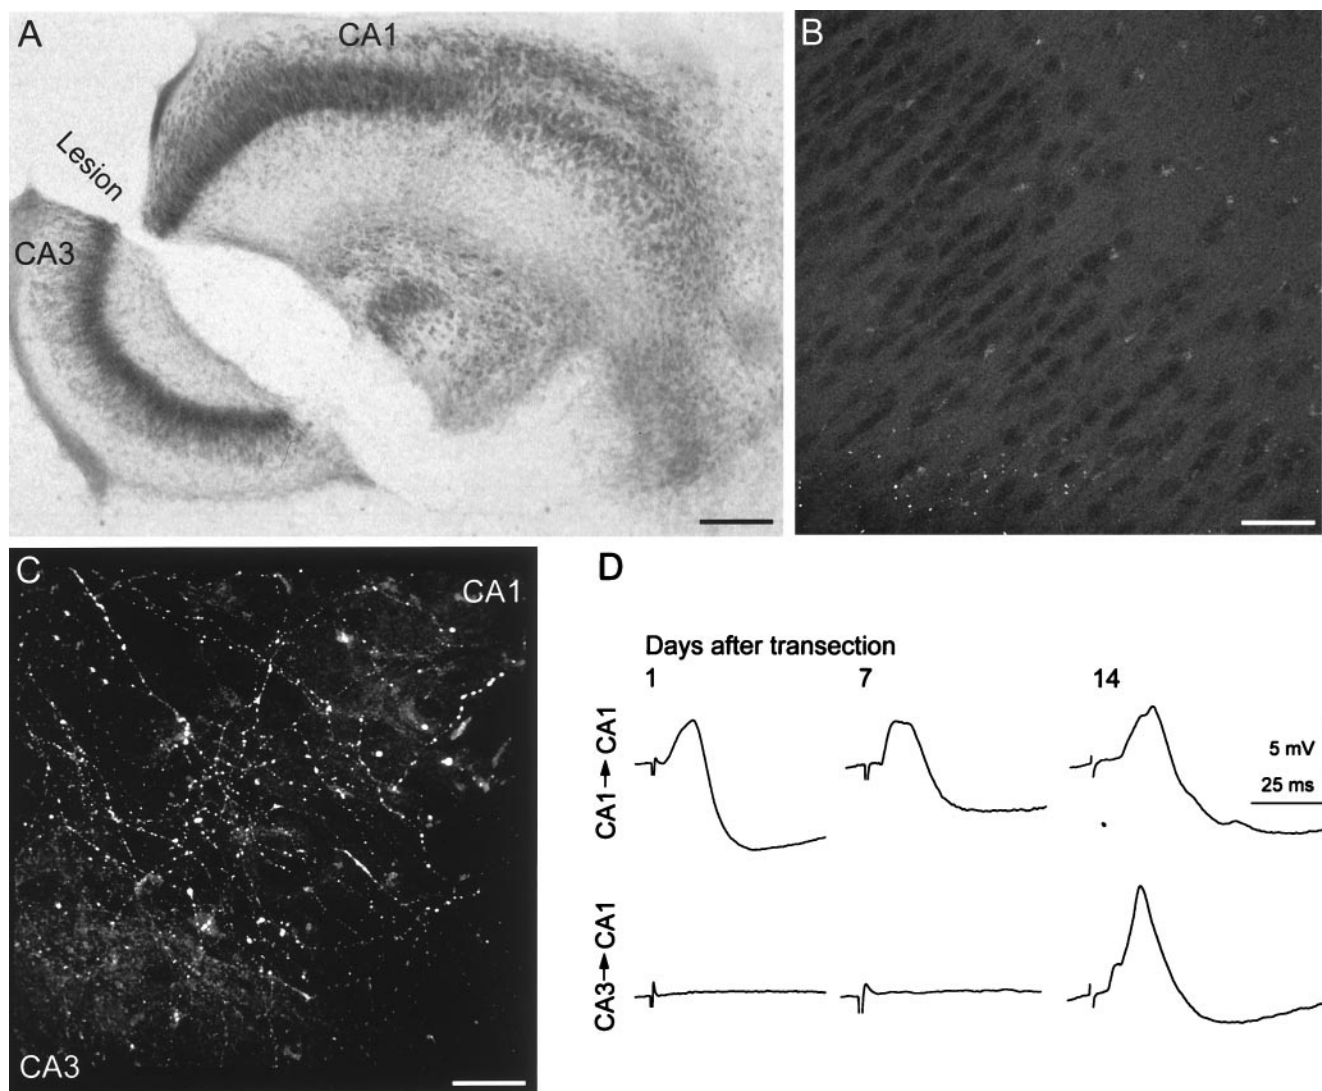 A
CA1
Lesion
CA3
B
C
CA1
CA3
D
Days after transection
1 7 14
CA1→CA1
5 mV
25 ms
CA3→CA1